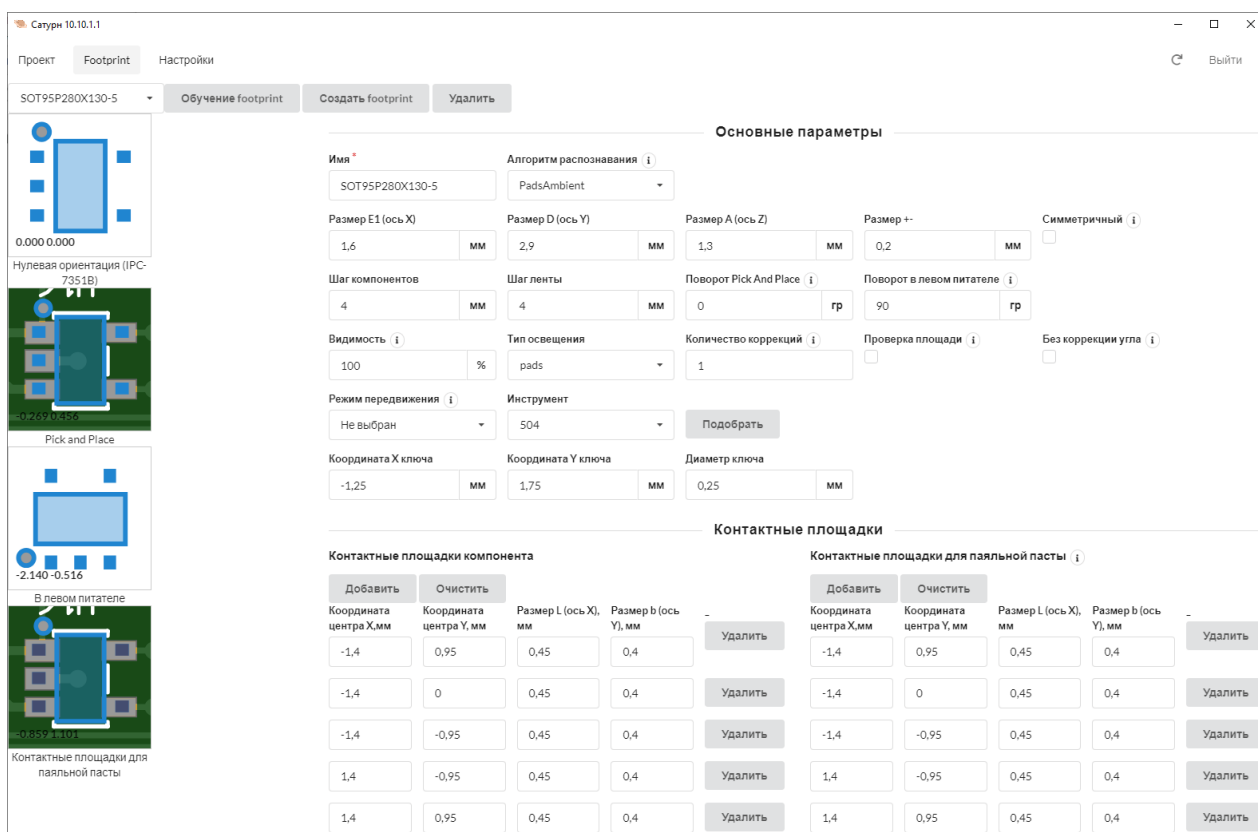 Сатурн 10.10.1.1
Проект Footprint Настройки Выйти
SOT95P280X130-5 Обучение footprint Создать footprint Удалить
Основные параметры
Имя * Алгоритм распознавания i
SOT95P280X130-5 PadsAmbient
Размер E1 (ось X) Размер D (ось Y) Размер A (ось Z) Размер +- Симметричный i
1,6 мм 2,9 мм 1,3 мм 0,2 мм
0.000 0.000
Нулевая ориентация (IPC-
7351B)
Шаг компонентов Шаг ленты Поворот Pick And Place i Поворот в левом питателе i
4 мм 4 мм 0 гр 90 гр
Видимость i Тип освещения Количество коррекций i Проверка площади i Без коррекции угла i
100 % pads 1
Режим передвижения i Инструмент
Не выбран 504 Подобрать
-0.269 0.456
Pick and Place
Координата X ключа Координата Y ключа Диаметр ключа
-1,25 мм 1,75 мм 0,25 мм
Контактные площадки
Контактные площадки компонента Контактные площадки для паяльной пасты i
-2.140 -0.516
В левом питателе
Добавить Очистить Добавить Очистить
Координата Координата Размер L (ось X), Размер b (ось _ Координата Координата Размер L (ось X), Размер b (ось _
центра X,мм центра Y, мм мм Y), мм центра X,мм центра Y, мм мм Y), мм
-1,4 0,95 0,45 0,4 Удалить -1,4 0,95 0,45 0,4 Удалить
-1,4 0 0,45 0,4 Удалить -1,4 0 0,45 0,4 Удалить
-1,4 -0,95 0,45 0,4 Удалить -1,4 -0,95 0,45 0,4 Удалить
-0.859 1.101
Контактные площадки для
паяльной пасты
1,4 -0,95 0,45 0,4 Удалить 1,4 -0,95 0,45 0,4 Удалить
1,4 0,95 0,45 0,4 Удалить 1,4 0,95 0,45 0,4 Удалить